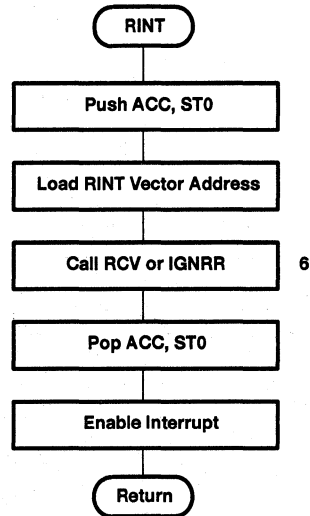 RINT
Push ACC, ST0
Load RINT Vector Address
Call RCV or IGNRR 6
Pop ACC, ST0
Enable Interrupt
Return